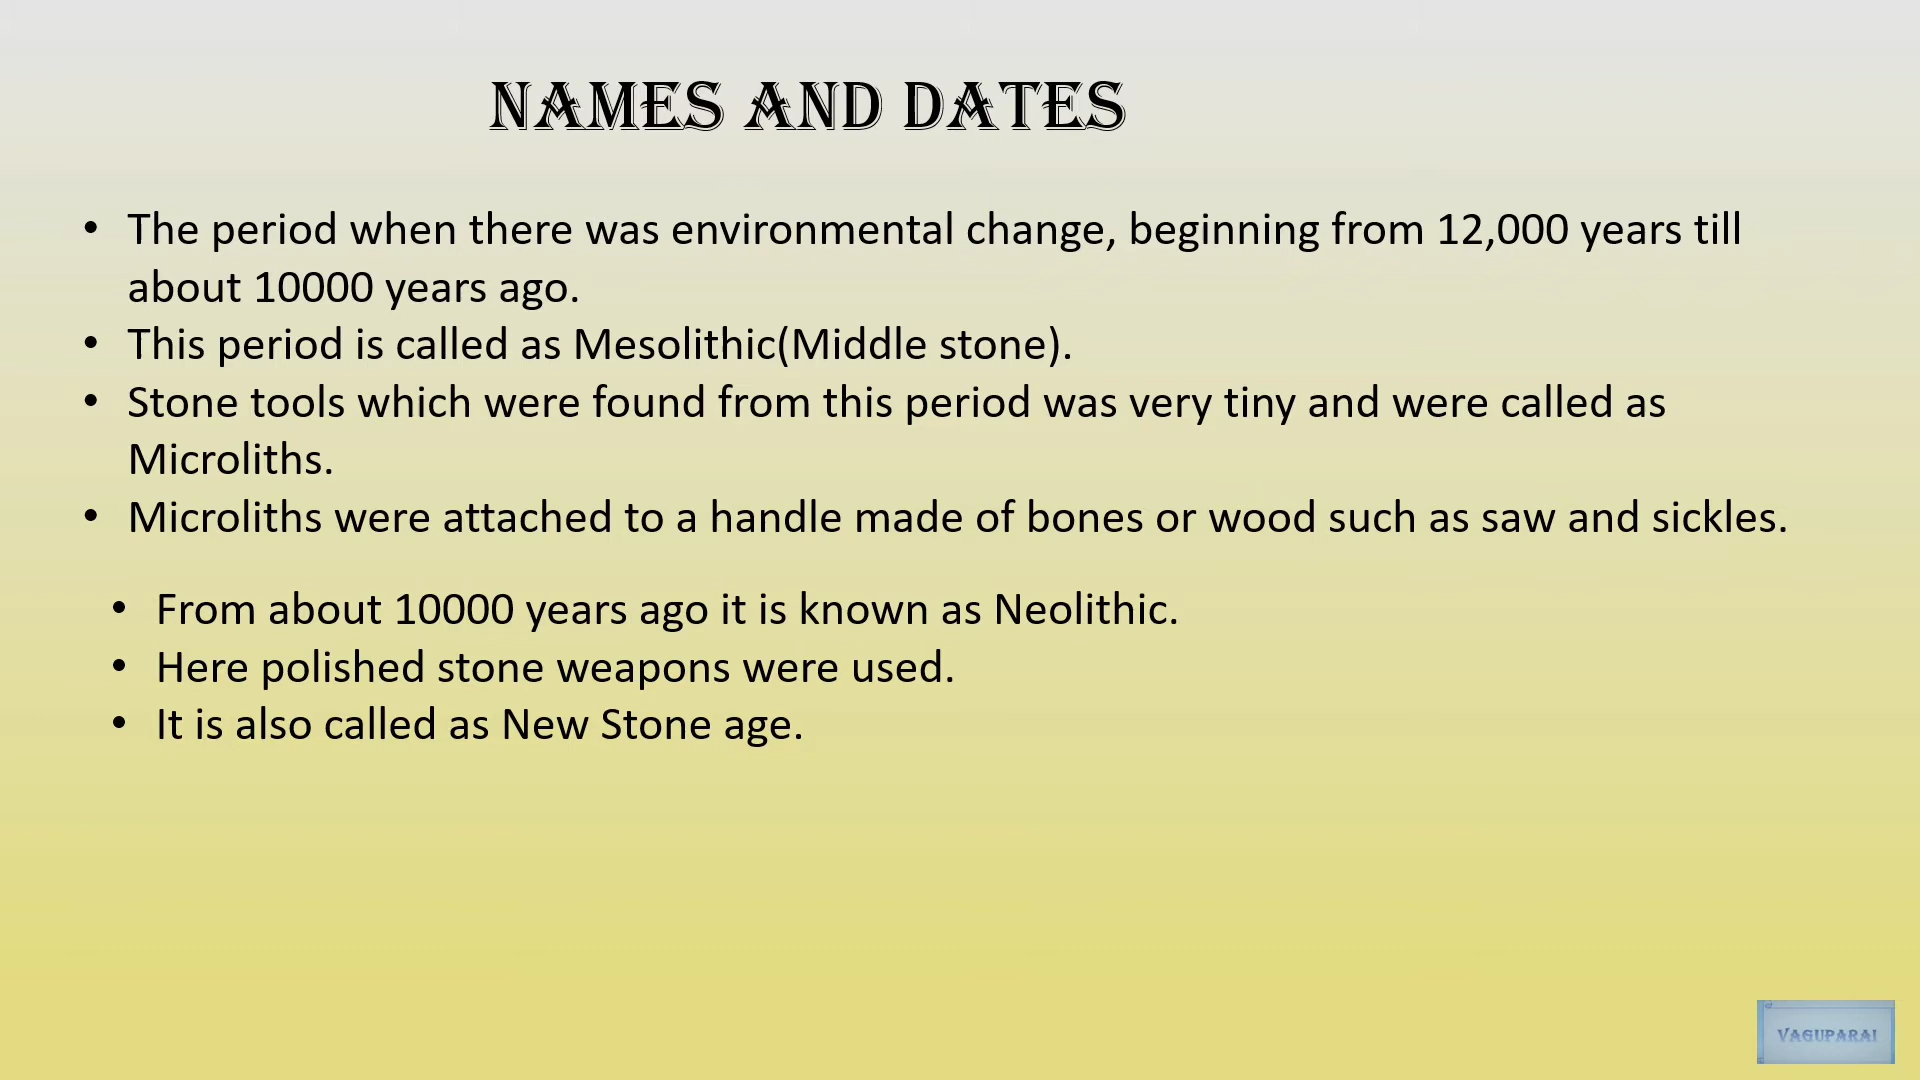 NAMES AND DATES
• The period when there was environmental change, beginning from 12,000 years till
about 10000 years ago.
• This period is called as Mesolithic(Middle stone).
• Stone tools which were found from this period was very tiny and were called as
Microliths.
• Microliths were attached to a handle made of bones or wood such as saw and sickles.
• From about 10000 years ago it is known as Neolithic.
• Here polished stone weapons were used.
• It is also called as New Stone age.
VAGUPARAI